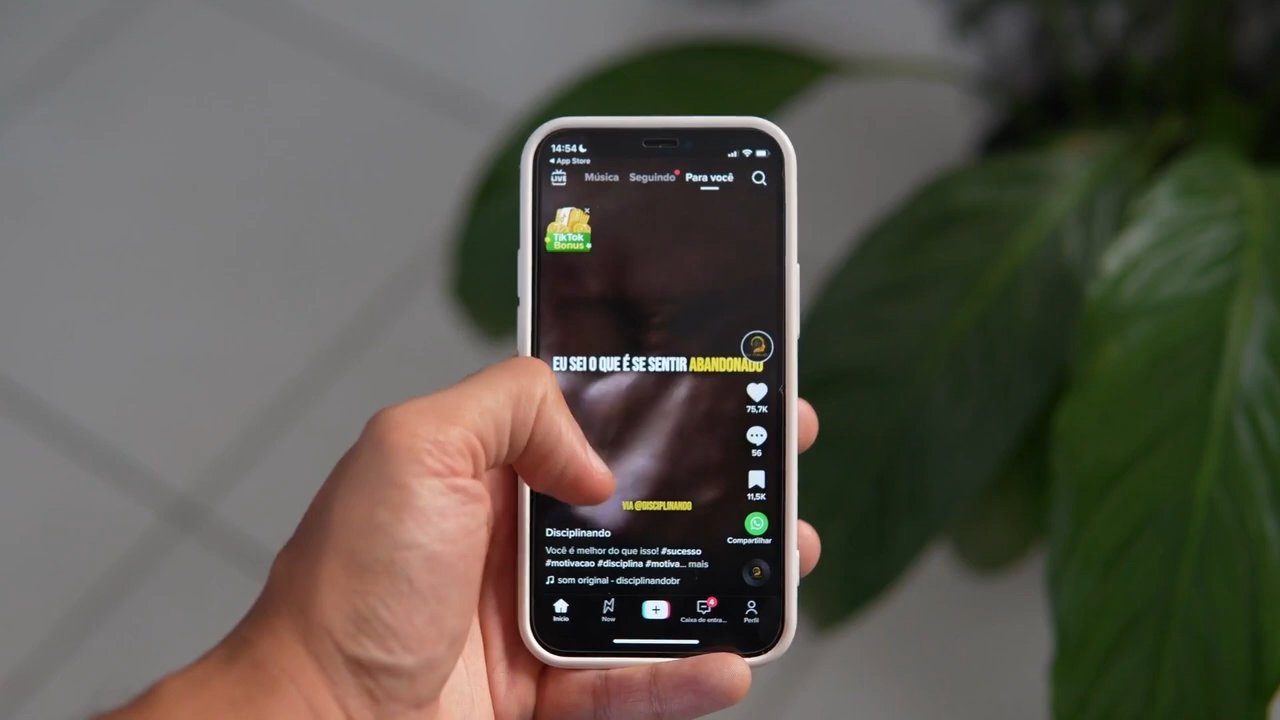 14:54
App Store
LIVE
Música Seguindo Para você
TikTok
Bonus
EU SEI O QUE É SE SENTIR ABANDONADO
75,7K
56
11,5K
Compartilhar
VIA @DISCIPLINANDO
Disciplinando
Você é melhor do que isso! #sucesso
#motivacao #disciplina #motiva... mais
som original - disciplinandobr
4
Início Now Caixa de entra... Perfil